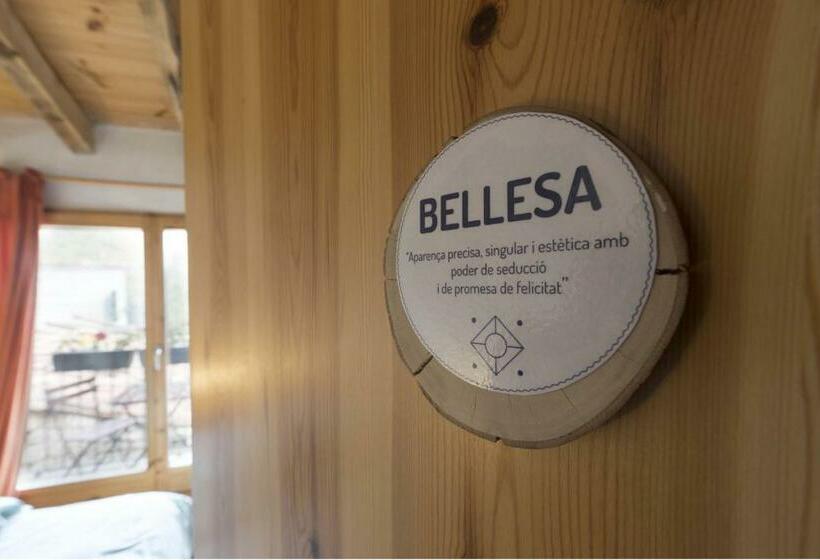 BELLESA
"Aparença precisa, singular i estètica amb
poder de seducció
i de promesa de felicitat"